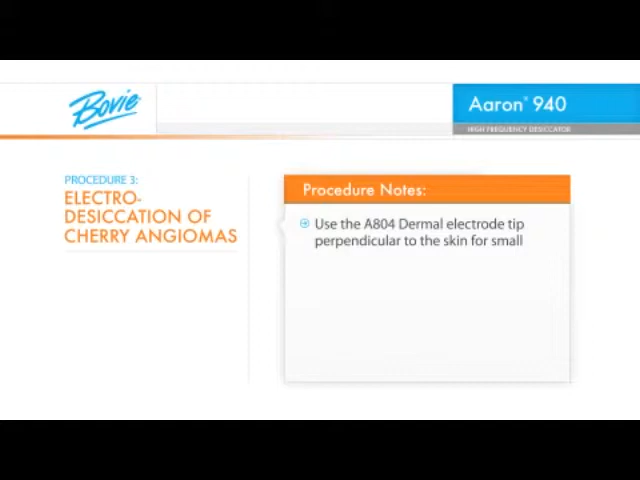 Bovie®
Aaron® 940
HIGH FREQUENCY DESICCATOR
PROCEDURE 3:
ELECTRO-
DESICCATION OF
CHERRY ANGIOMAS
Procedure Notes:
Use the A804 Dermal electrode tip
perpendicular to the skin for small